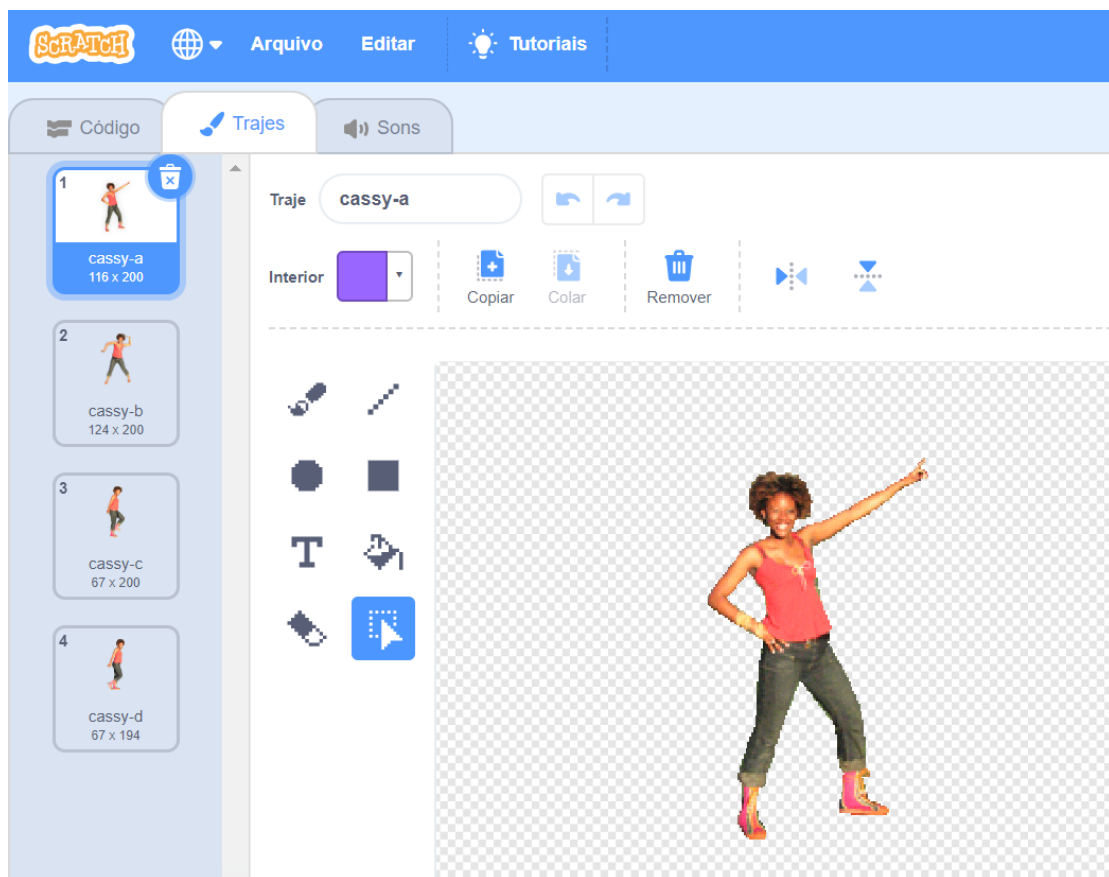 SCRATCH Arquivo Editar Tutoriais
Código Trajes Sons
1
cassy-a
116 x 200
2
cassy-b
124 x 200
3
cassy-c
67 x 200
4
cassy-d
67 x 194
Traje cassy-a
Interior Copiar Colar Remover
T